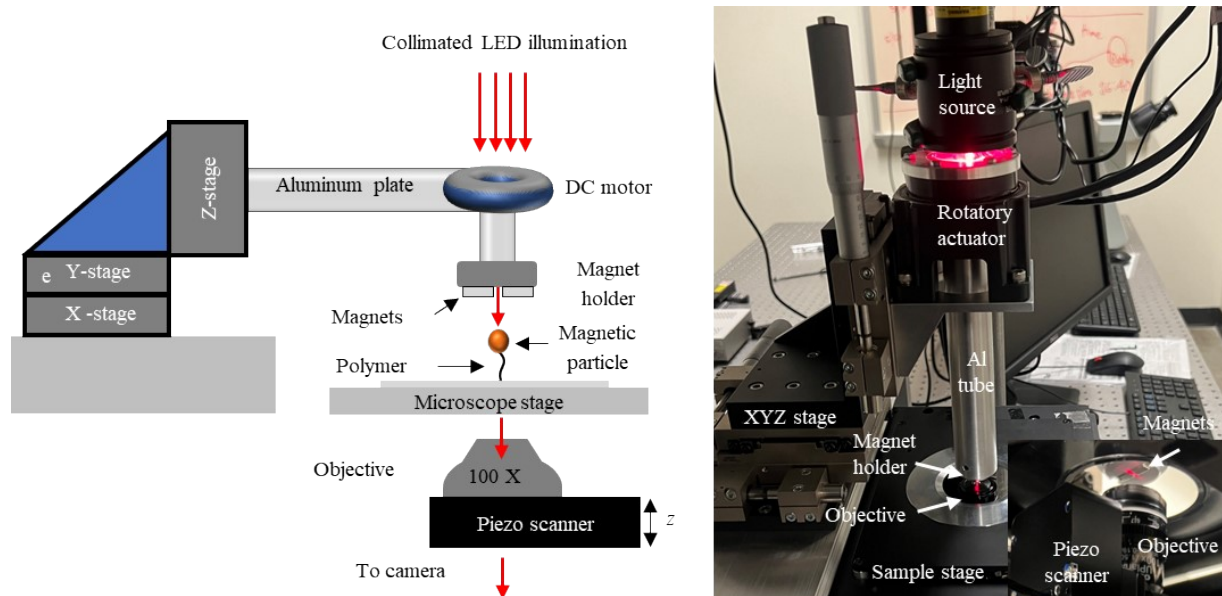 Collimated LED illumination
Z-stage
Aluminum plate
DC motor
e Y-stage
X -stage
Magnet
holder
Magnets
Magnetic
particle
Polymer
Microscope stage
Objective
100 X
Piezo scanner
z
To camera
Light
source
Rotatory
actuator
Al
tube
XYZ stage
Magnet
holder
Objective
Sample stage
Magnets
Piezo
scanner
Objective